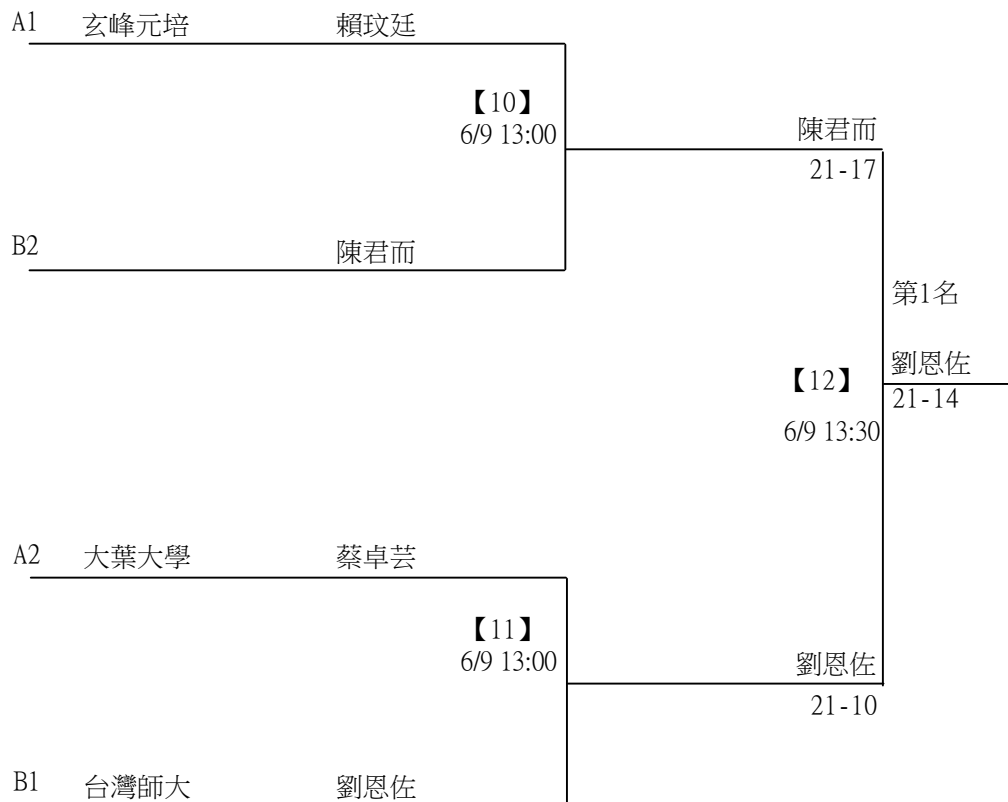 A1 玄峰元培 賴玟廷
【10】
6/9 13:00
陳君而
21-17
B2 陳君而
第1名
劉恩佐
【12】
21-14
6/9 13:30
A2 大葉大學 蔡卓芸
【11】
6/9 13:00
劉恩佐
21-10
B1 台灣師大 劉恩佐